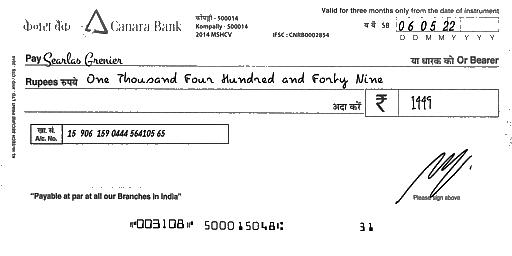 केनरा बैंक Canara Bank
कोंपल्ली - 500014
Kompally - 500014
2014 MSHCV
IFSC : CNRB0002854
Valid for three months only from the date of instrument
SB 06 05 22
D D M M Y Y Y Y
Pay Searlas Grenier या धारक को Or Bearer
Rupees रुपये One Thousand Four Hundred and Forty Nine
अदा करें ₹ 1449
खा. सं.
A/c. No. 15 906 159 0444 564105 65
"Payable at par at all our Branches in India"
Please sign above
⑈003108⑈ 500015048⑆ 31